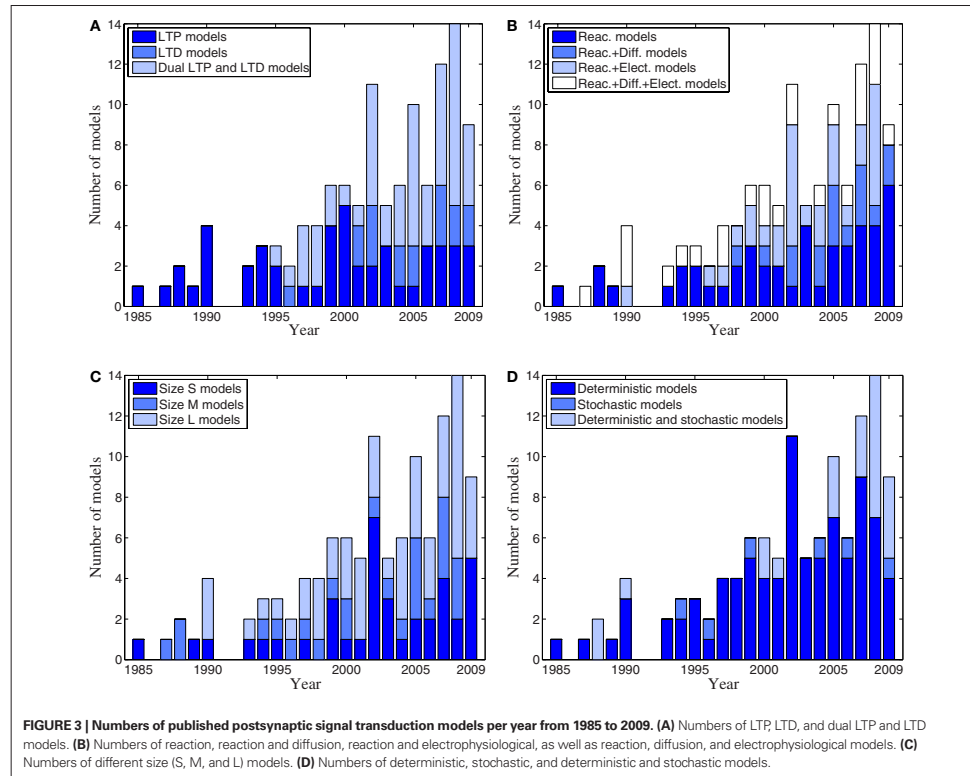 A
LTP models
LTD models
Dual LTP and LTD models
14
12
10
8
6
4
2
0
Number of models
1985
1990
1995
2000
2005
2009
Year
B
Reac. models
Reac.+Diff. models
Reac.+Elect. models
Reac.+Diff.+Elect. models
14
12
10
8
6
4
2
0
Number of models
1985
1990
1995
2000
2005
2009
Year
C
Size S models
Size M models
Size L models
14
12
10
8
6
4
2
0
Number of models
1985
1990
1995
2000
2005
2009
Year
D
Deterministic models
Stochastic models
Deterministic and stochastic models
14
12
10
8
6
4
2
0
Number of models
1985
1990
1995
2000
2005
2009
Year
FIGURE 3 | Numbers of published postsynaptic signal transduction models per year from 1985 to 2009. (A) Numbers of LTP, LTD, and dual LTP and LTD
models. (B) Numbers of reaction, reaction and diffusion, reaction and electrophysiological, as well as reaction, diffusion, and electrophysiological models. (C)
Numbers of different size (S, M, and L) models. (D) Numbers of deterministic, stochastic, and deterministic and stochastic models.